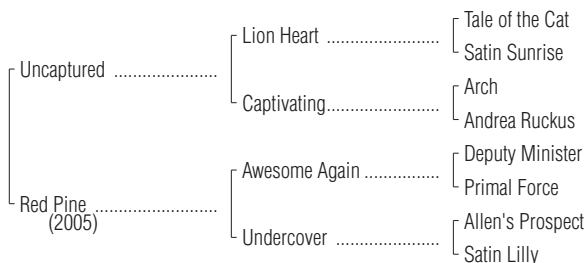 Tale of the Cat
Lion Heart ........................
Satin Sunrise
Uncaptured ......................
Arch
Captivating........................
Andrea Ruckus
Deputy Minister
Awesome Again ................
Primal Force
Red Pine ..........................
(2005)
Allen's Prospect
Undercover ......................
Satin Lilly